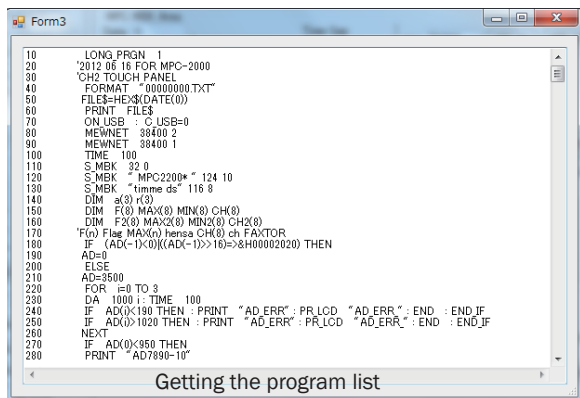 Form3
10 LONG_PRGN 1
20 '2012 06 16 FOR MPC-2000
30 'CH2 TOUCH PANEL
40 FORMAT "00000000.TXT"
50 FILE$=HEX$(DATE(0))
60 PRINT FILE$
70 ON_USB : C_USB=0
80 MEWNET 38400 2
90 MEWNET 38400 1
100 TIME 100
110 S_MBK 32 0
120 S_MBK " MPC2200* " 124 10
130 S_MBK "timme ds" 116 8
140 DIM a(3) r(3)
150 DIM F(8) MAX(8) MIN(8) CH(8)
160 DIM F2(8) MAX2(8) MIN2(8) CH2(8)
170 'F(n) Flag MAX(n) hensa CH(8) ch FAXTOR
180 IF (AD(-1)<0)|((AD(-1)>>16)=>&H00002020) THEN
190 AD=0
200 ELSE
210 AD=3500
220 FOR i=0 TO 3
230 DA 1000 i : TIME 100
240 IF AD(i)<190 THEN : PRINT "AD_ERR" : PR_LCD "AD_ERR_" : END : END_IF
250 IF AD(i)>1020 THEN : PRINT "AD_ERR" : PR_LCD "AD_ERR_" : END : END_IF
260 NEXT
270 IF AD(0)<950 THEN
280 PRINT "AD7890-10"
Getting the program list